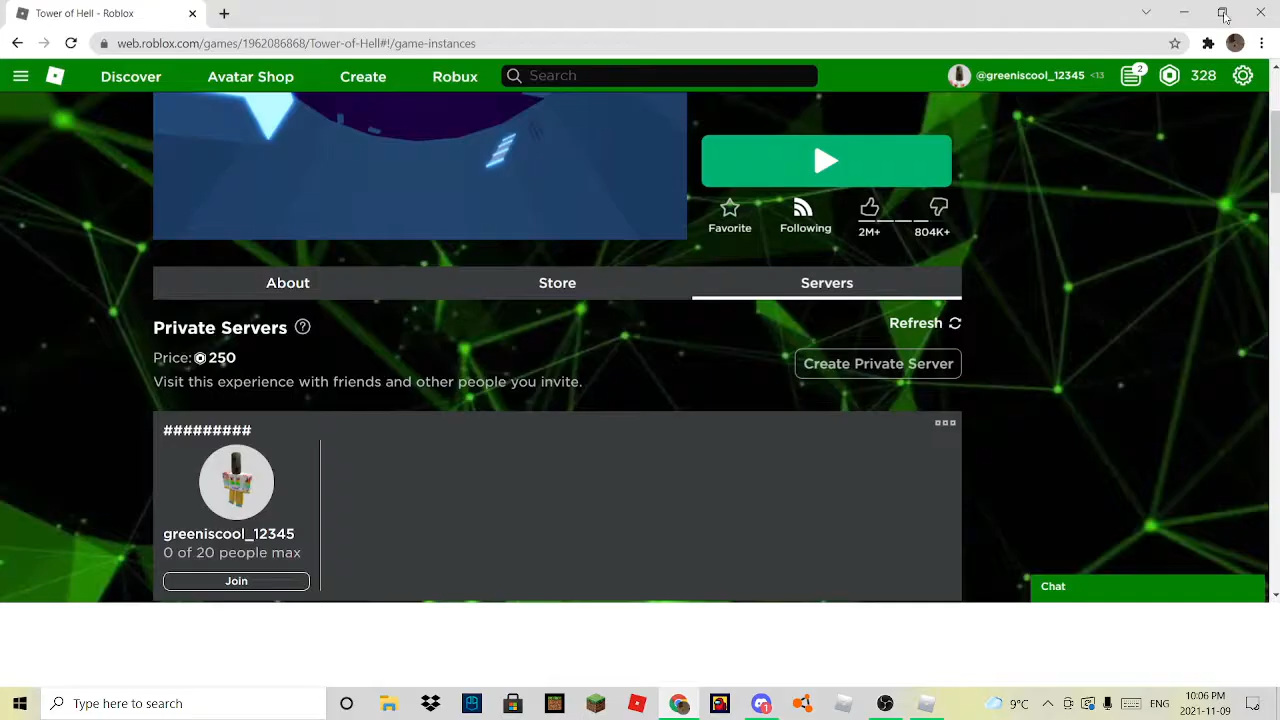 Tower of Hell - Roblox
web.roblox.com/games/1962086868/Tower-of-Hell#!/game-instances
Discover Avatar Shop Create Robux Search @greeniscool_12345 <13 2 328
Favorite Following 2M+ 804K+
About Store Servers
Private Servers ? Refresh
Price: 250
Create Private Server
Visit this experience with friends and other people you invite.
#########
greeniscool_12345
0 of 20 people max
Join
Chat
Type here to search 1 9°C ENG 10:06 PM
2021-11-09